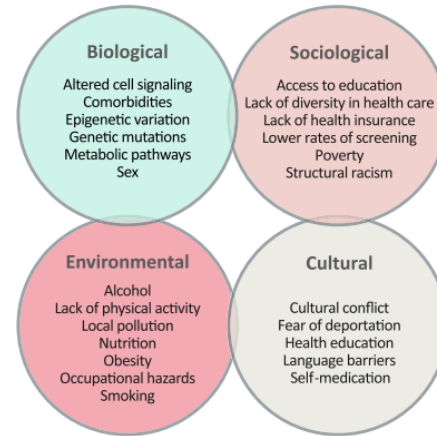 Biological
Altered cell signaling
Comorbidities
Epigenetic variation
Genetic mutations
Metabolic pathways
Sex
Sociological
Access to education
Lack of diversity in health care
Lack of health insurance
Lower rates of screening
Poverty
Structural racism
Environmental
Alcohol
Lack of physical activity
Local pollution
Nutrition
Obesity
Occupational hazards
Smoking
Cultural
Cultural conflict
Fear of deportation
Health education
Language barriers
Self-medication